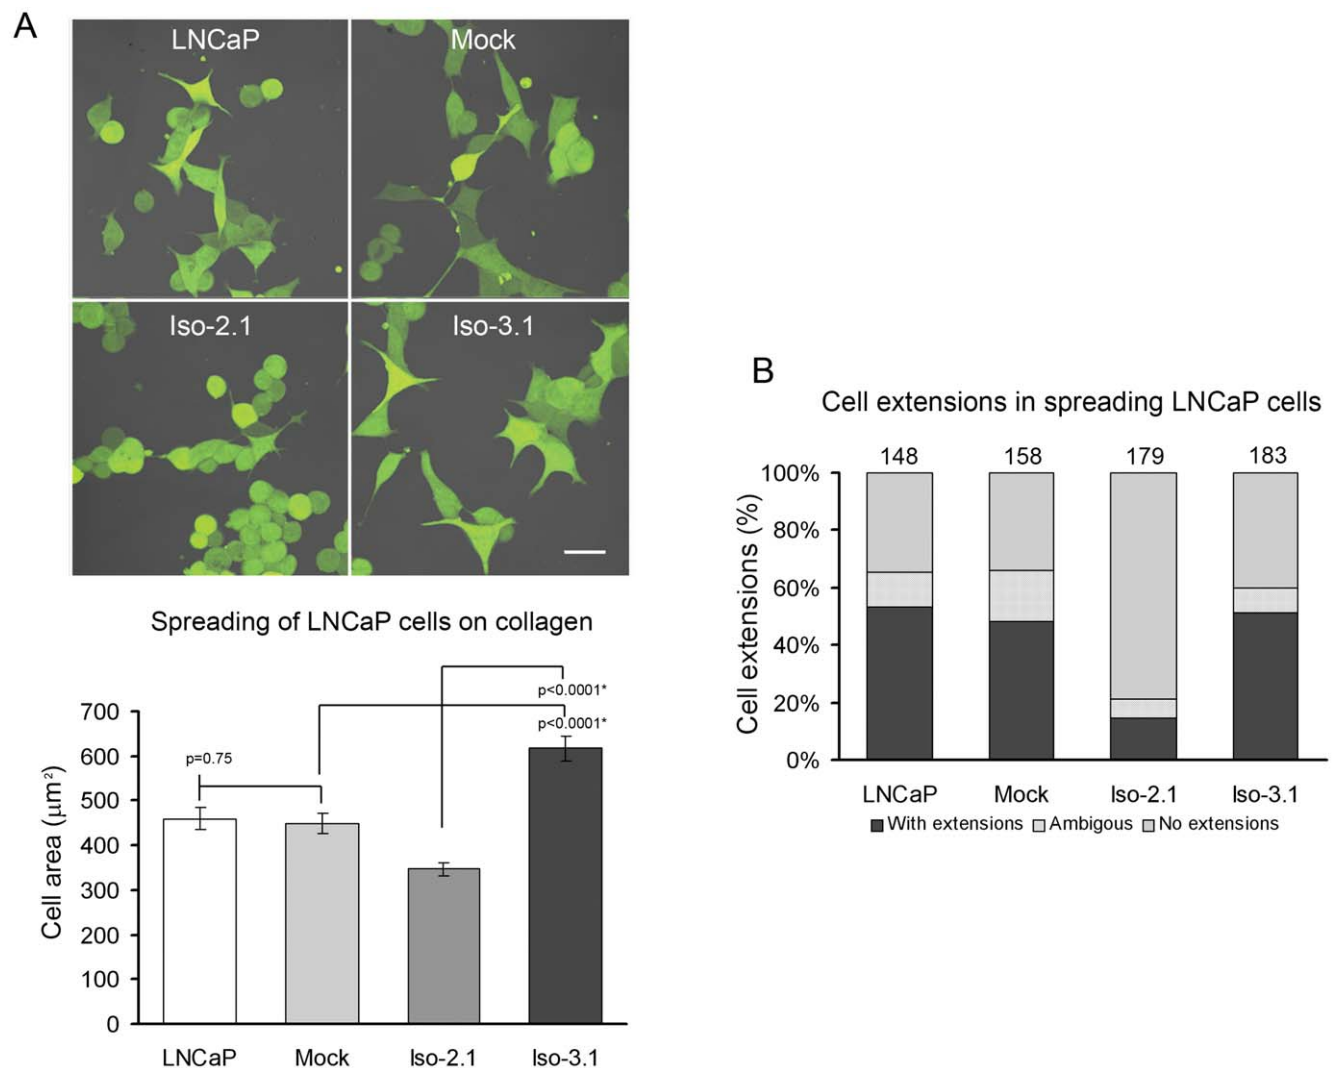 A
LNCaP
Mock
Iso-2.1
Iso-3.1
Spreading of LNCaP cells on collagen
p<0.0001*
p<0.0001*
p=0.75
Cell area (μm²)
700
600
500
400
300
200
100
0
LNCaP
Mock
Iso-2.1
Iso-3.1
B
Cell extensions in spreading LNCaP cells
148
158
179
183
Cell extensions (%)
100%
80%
60%
40%
20%
0%
LNCaP
Mock
Iso-2.1
Iso-3.1
With extensions
Ambigous
No extensions